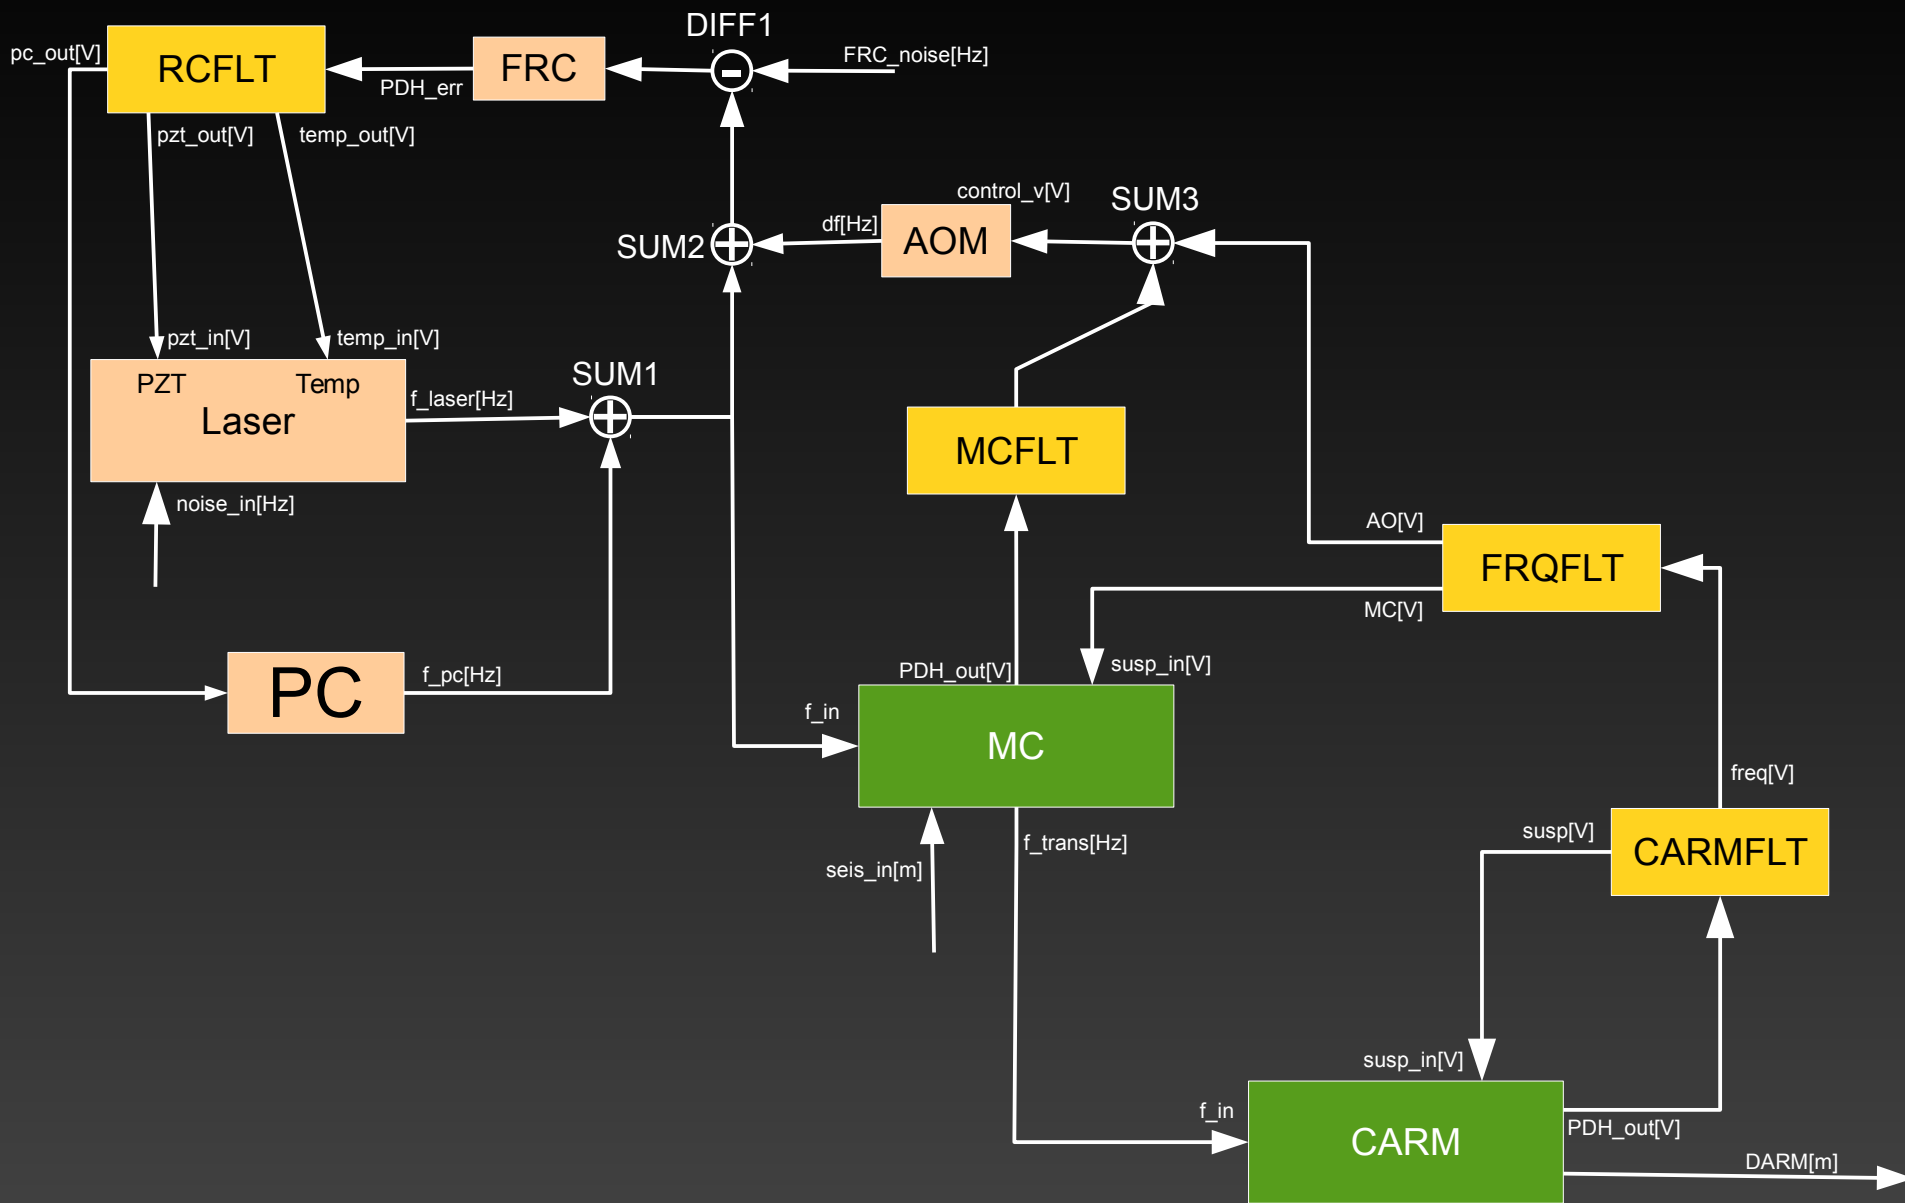 DIFF1
pc_out[V]
RCFLT
FRC
FRC_noise[Hz]
PDH_err
pzt_out[V]
temp_out[V]
control_v[V]
SUM3
df[Hz]
AOM
SUM2
pzt_in[V]
temp_in[V]
PZT
Temp
Laser
f_laser[Hz]
SUM1
noise_in[Hz]
MCFLT
AO[V]
FRQFLT
MC[V]
PC
f_pc[Hz]
PDH_out[V]
susp_in[V]
f_in
MC
freq[V]
seis_in[m]
f_trans[Hz]
susp[V]
CARMFLT
susp_in[V]
f_in
CARM
PDH_out[V]
DARM[m]